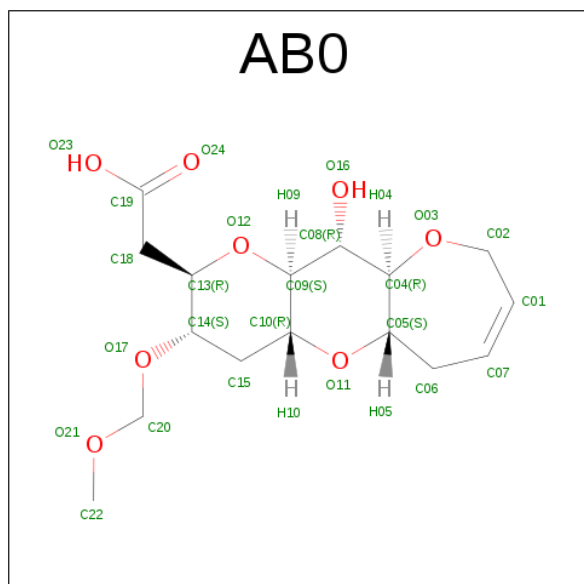 AB0
O23
HO
O
O24
C19
O16
OH
H09
H
H04
H
O03
O
C02
O12
O
C08(R)
C18
C13(R)
C09(S)
C04(R)
C01
C14(S)
C10(R)
C05(S)
O17
O
C15
O
O11
C06
C07
H
H10
H
H05
O21
O
C20
C22